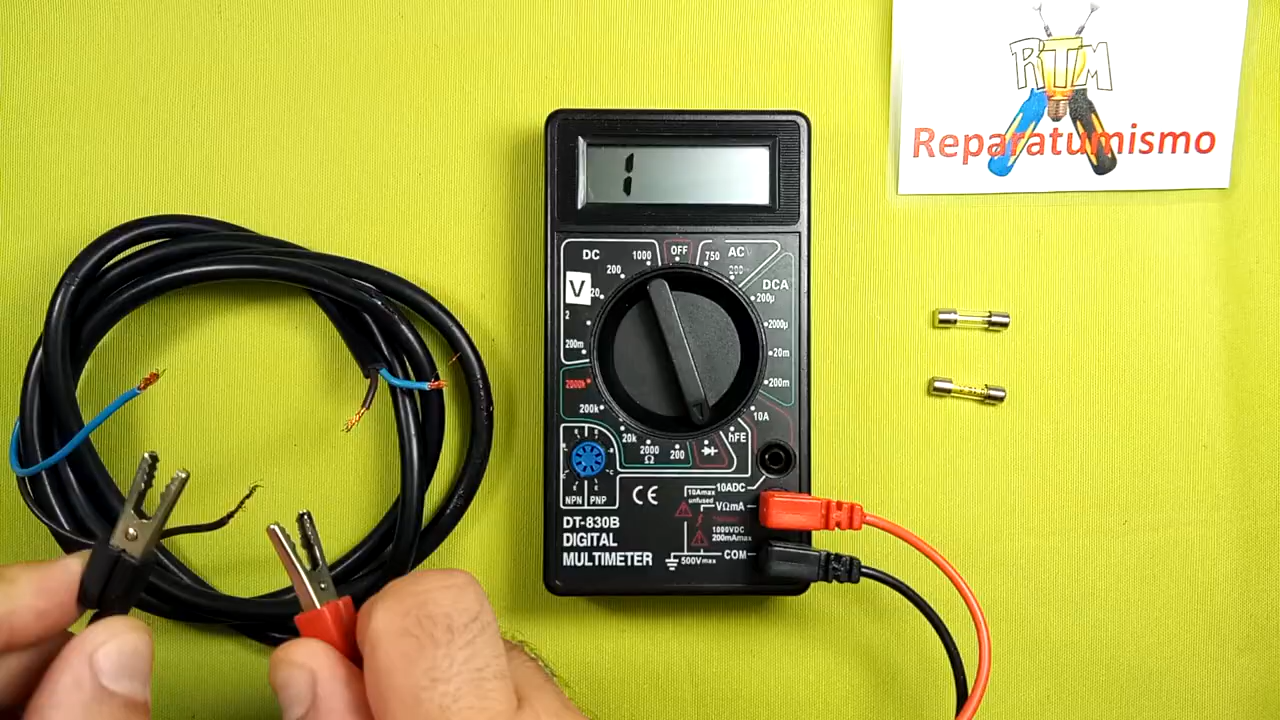 RTM
Reparatumismo
1
OFF
DC
1000
750
AC
200
200
DCA
V
20
200µ
2
2000µ
200m
20m
2000k
200m
200k
10A
20k
hFE
2000
200
Ω
NPN
PNP
CE
10ADC
10Amax
unfused
VΩmA
1000VDC
200mAmax
DT-830B
DIGITAL
MULTIMETER
COM
500Vmax